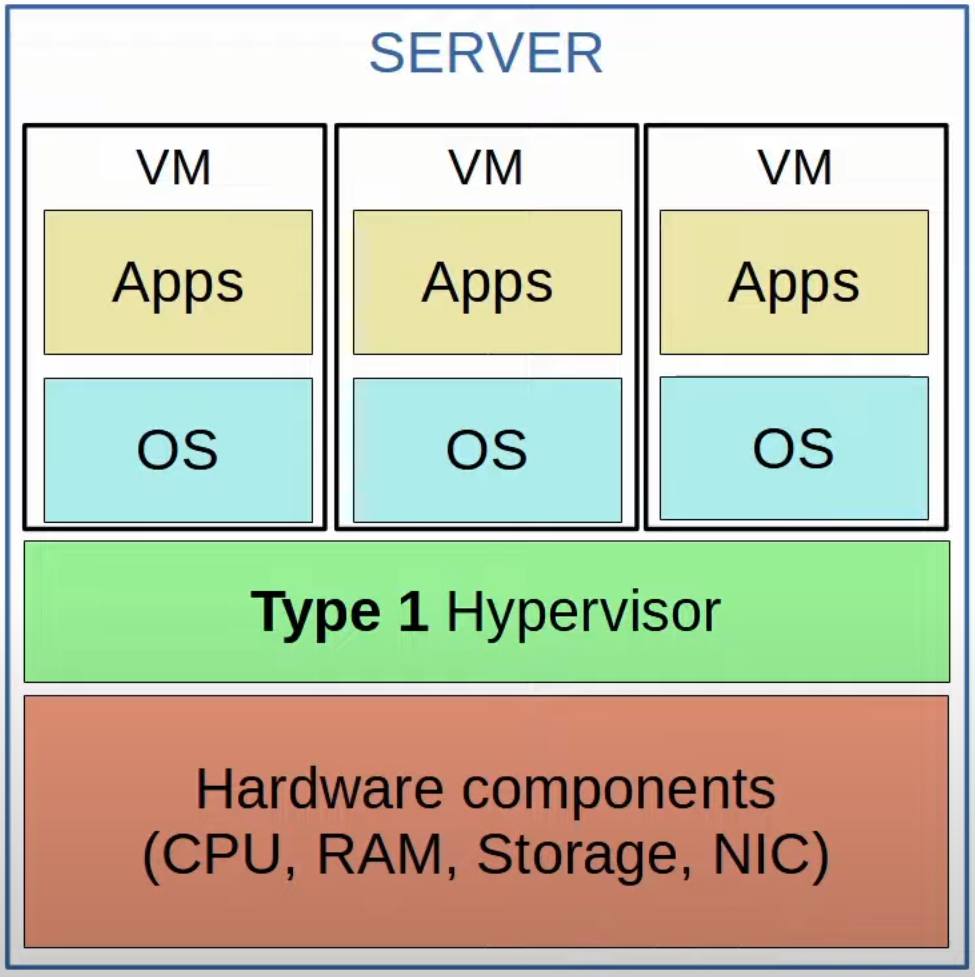 SERVER
VM
VM
VM
Apps
Apps
Apps
OS
OS
OS
Type 1 Hypervisor
Hardware components
(CPU, RAM, Storage, NIC)